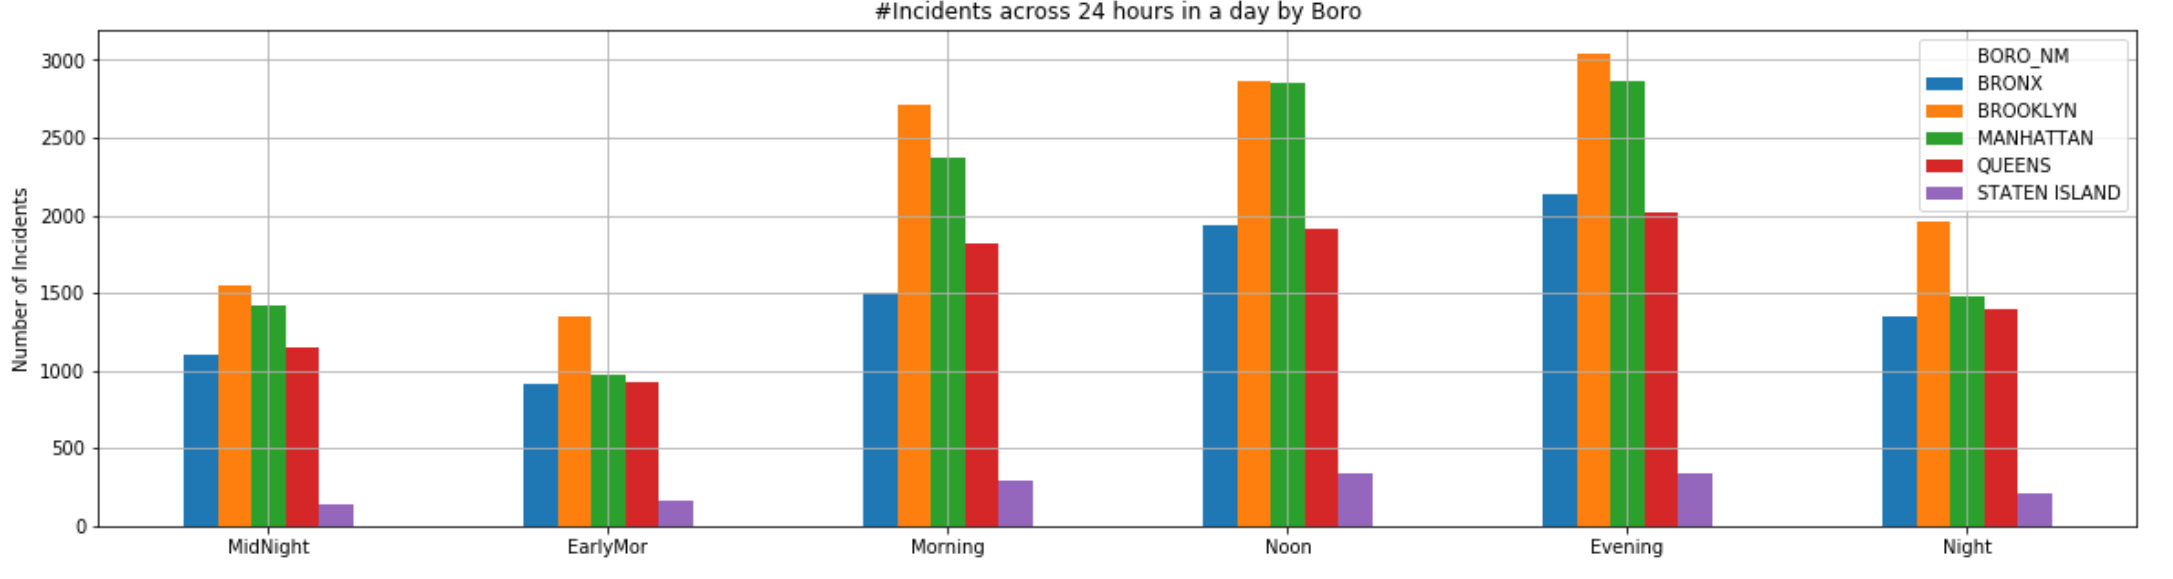 #Incidents across 24 hours in a day by Boro
Number of Incidents
3000
2500
2000
1500
1000
500
0
BORO_NM
BRONX
BROOKLYN
MANHATTAN
QUEENS
STATEN ISLAND
MidNight
EarlyMor
Morning
Noon
Evening
Night